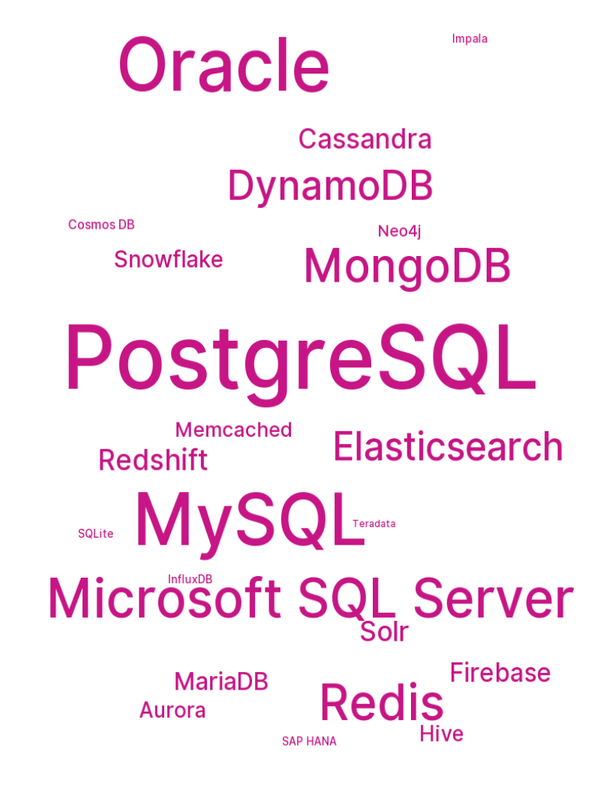 Oracle
Impala
Cassandra
DynamoDB
Cosmos DB
Neo4j
Snowflake
MongoDB
PostgreSQL
Memcached
Elasticsearch
Redshift
MySQL
Teradata
SQLite
InfluxDB
Microsoft SQL Server
Solr
Firebase
MariaDB
Redis
Aurora
Hive
SAP HANA